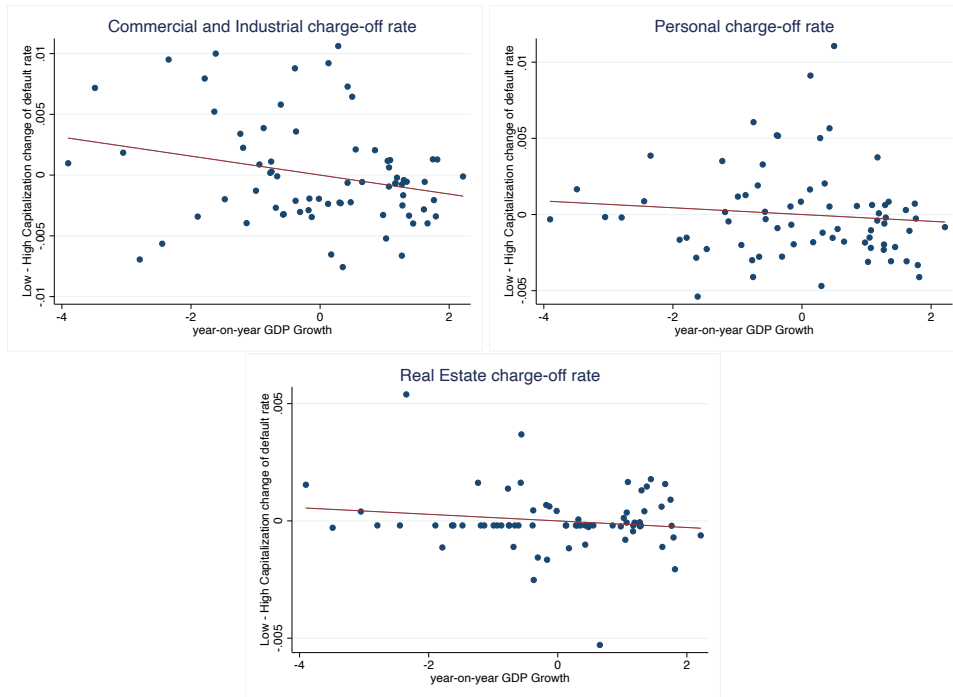 Commercial and Industrial charge-off rate
Low - High Capitalization change of default rate
.01
.005
0
-.005
-.01
-4
-2
0
2
year-on-year GDP Growth
Personal charge-off rate
Low - High Capitalization change of default rate
.01
.005
0
-.005
-4
-2
0
2
year-on-year GDP Growth
Real Estate charge-off rate
Low - High Capitalization change of default rate
.005
0
-.005
-4
-2
0
2
year-on-year GDP Growth